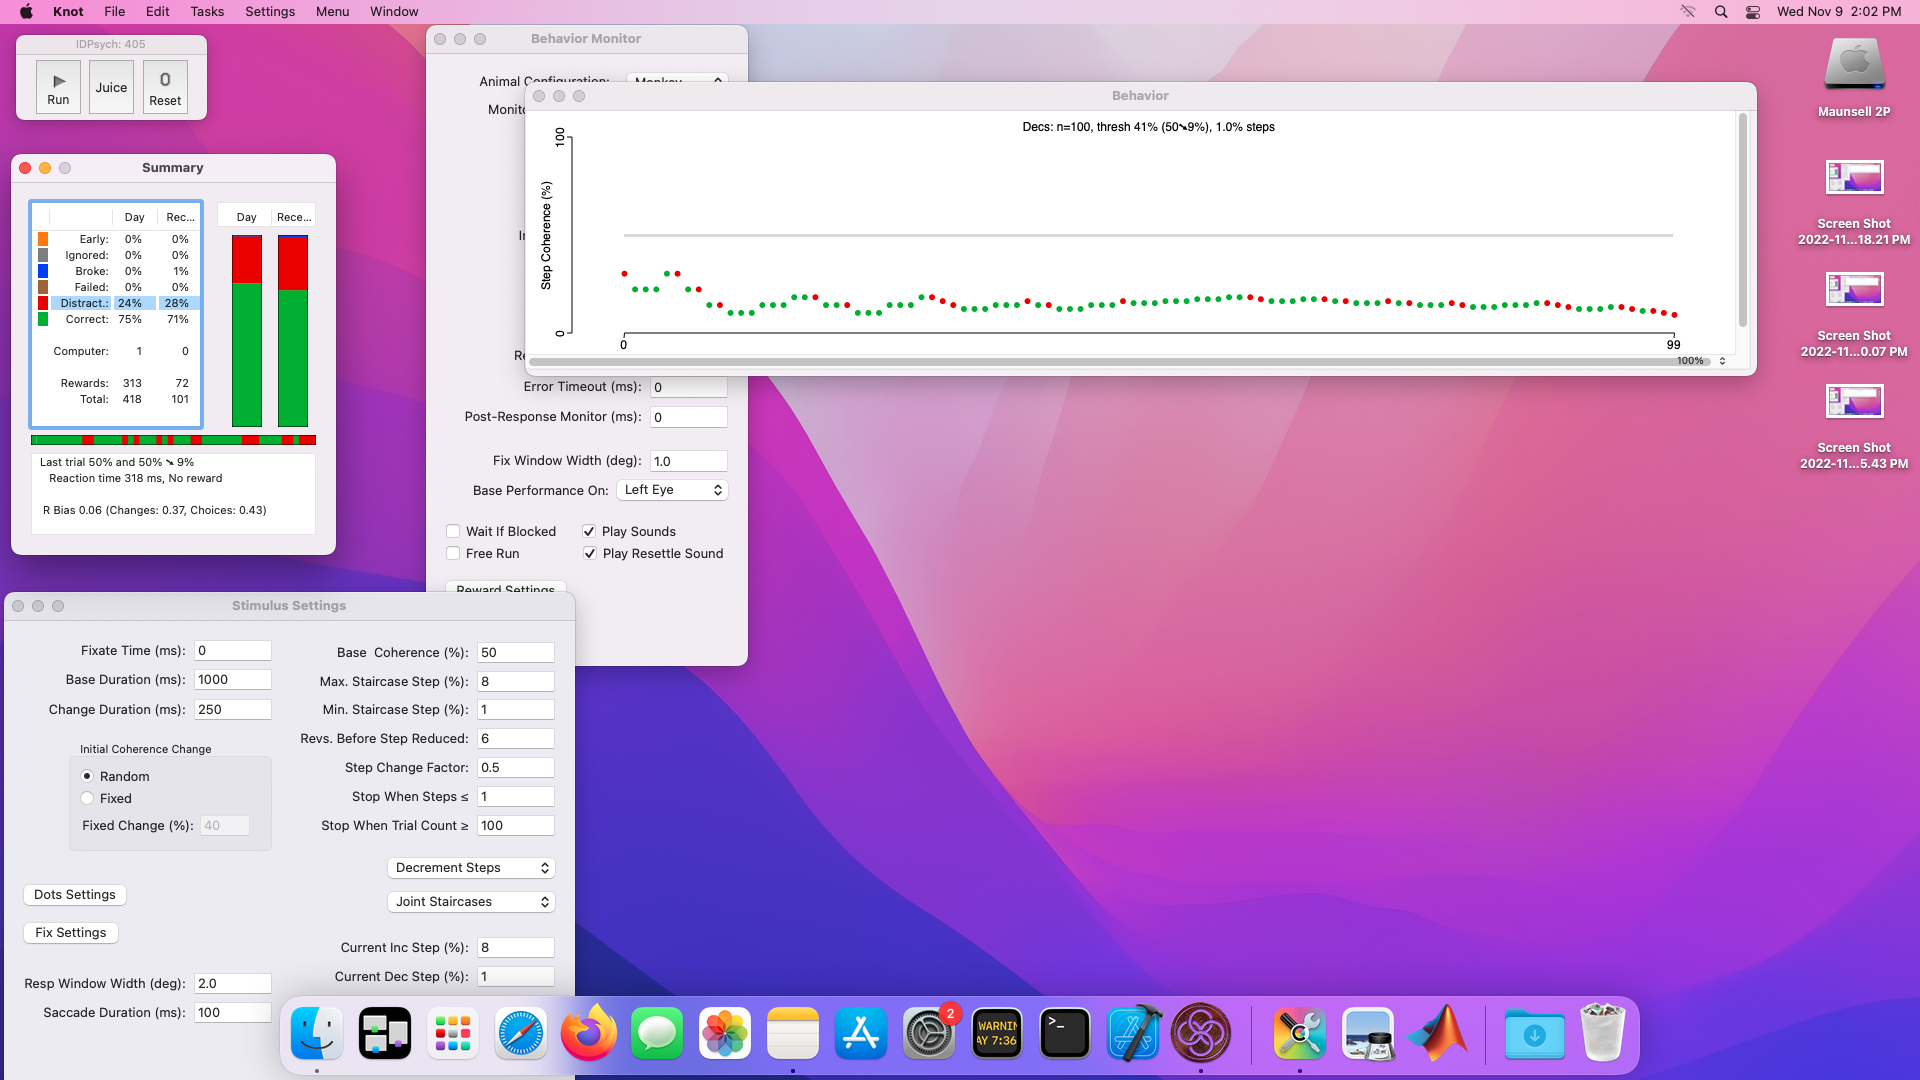 Knot File Edit Tasks Settings Menu Window
Wed Nov 9 2:02 PM
IDPsych: 405
Run
Juice
0
Reset
Summary
Day Rec...
Early: 0% 0%
Ignored: 0% 0%
Broke: 0% 1%
Failed: 0% 0%
Distract.: 24% 28%
Correct: 75% 71%
Computer: 1 0
Rewards: 313 72
Total: 418 101
Day Rece...
Last trial 50% and 50% ➘ 9%
Reaction time 318 ms, No reward
R Bias 0.06 (Changes: 0.37, Choices: 0.43)
Behavior Monitor
Animal Configuration: Monkey
Error Timeout (ms): 0
Post-Response Monitor (ms): 0
Fix Window Width (deg): 1.0
Base Performance On: Left Eye
Wait If Blocked
Play Sounds
Free Run
Play Resettle Sound
Reward Settings
Behavior
Decs: n=100, thresh 41% (50➘9%), 1.0% steps
Step Coherence (%)
100
0
0
99
100%
Stimulus Settings
Fixate Time (ms): 0
Base Duration (ms): 1000
Change Duration (ms): 250
Initial Coherence Change
Random
Fixed
Fixed Change (%): 40
Dots Settings
Fix Settings
Resp Window Width (deg): 2.0
Saccade Duration (ms): 100
Base Coherence (%): 50
Max. Staircase Step (%): 8
Min. Staircase Step (%): 1
Revs. Before Step Reduced: 6
Step Change Factor: 0.5
Stop When Steps ≤ 1
Stop When Trial Count ≥ 100
Decrement Steps
Joint Staircases
Current Inc Step (%): 8
Current Dec Step (%): 1
Maunsell 2P
Screen Shot
2022-11...18.21 PM
Screen Shot
2022-11...0.07 PM
Screen Shot
2022-11...5.43 PM
2
WARNIN
AY 7:36
>_